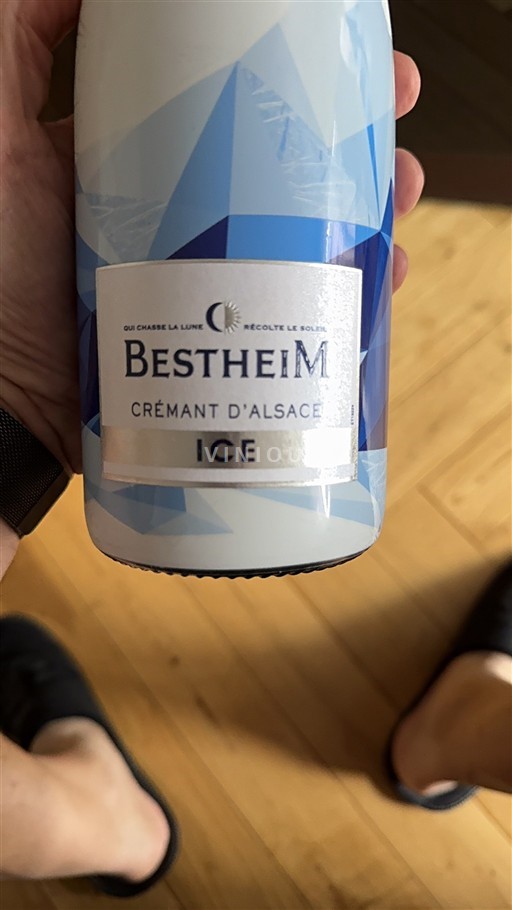 QUI CHASSE LA LUNE RÉCOLTE LE SOLEIL
BESTHEIM
CRÉMANT D'ALSACE
ICE